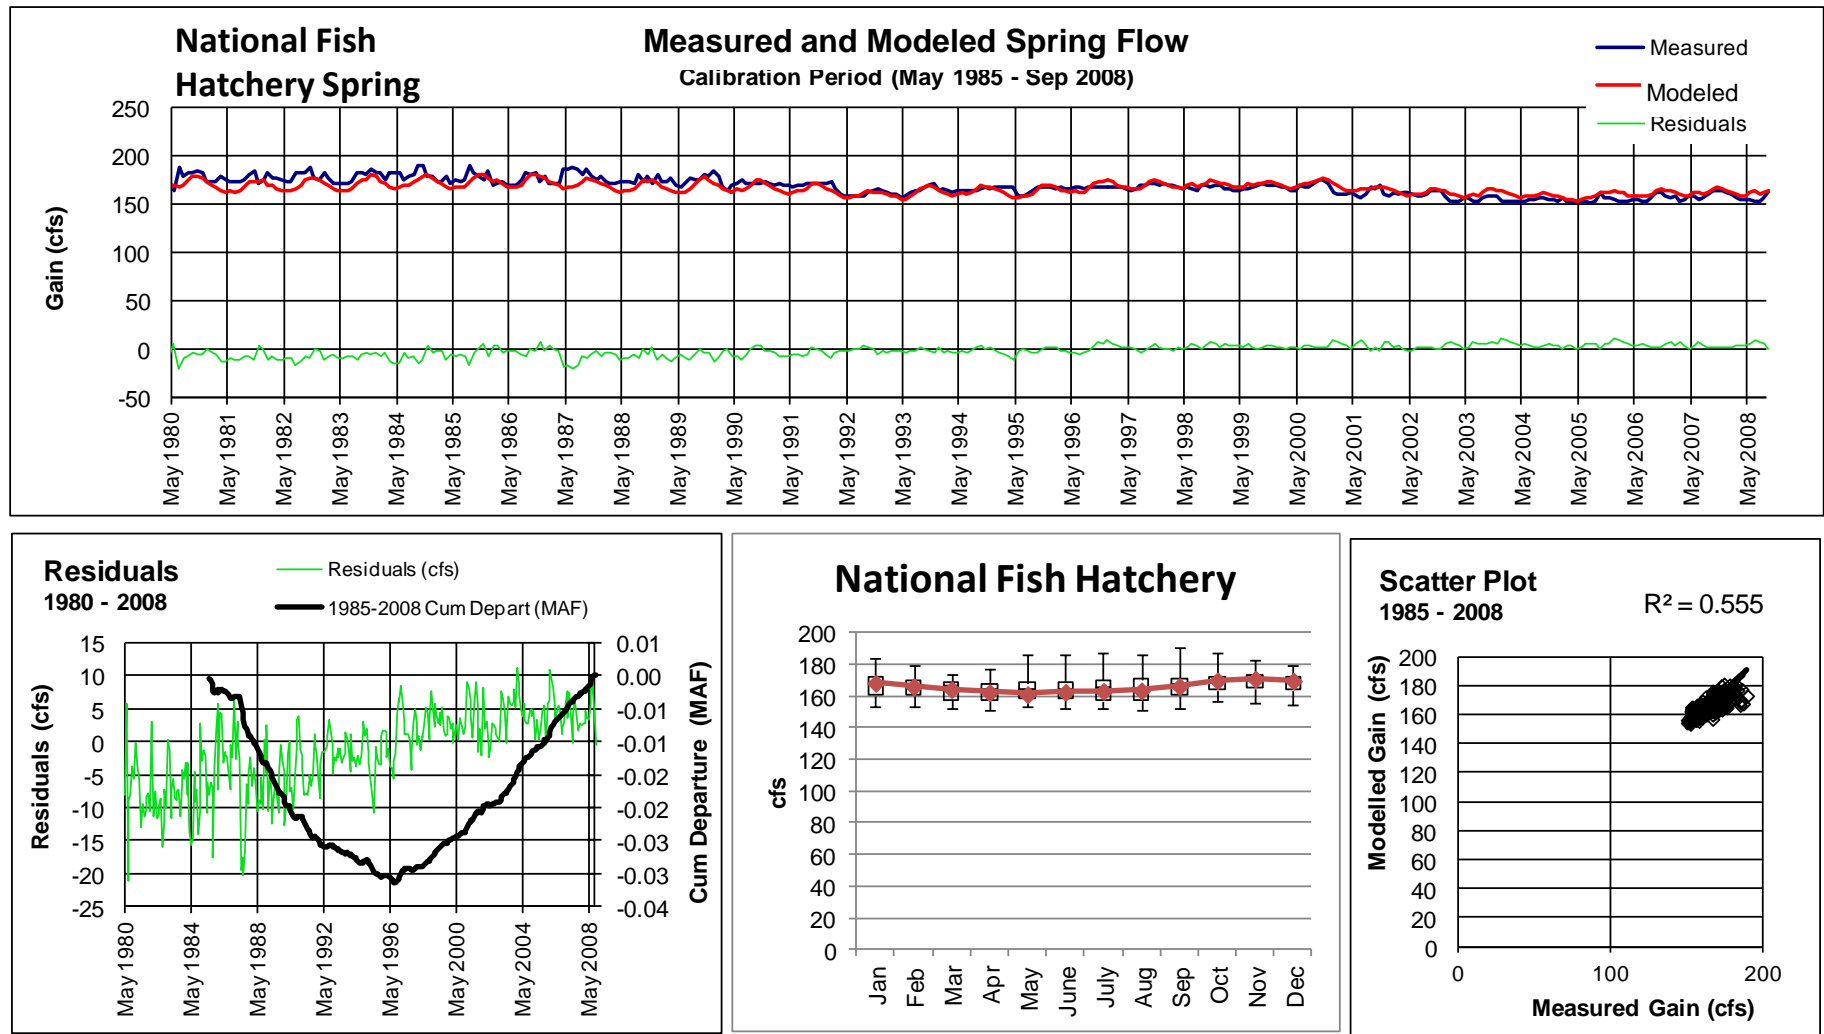 National Fish
Hatchery Spring
Measured and Modeled Spring Flow
Calibration Period (May 1985 - Sep 2008)
Measured
Modeled
Residuals
Gain (cfs)
250
200
150
100
50
0
-50
May 1980
May 1981
May 1982
May 1983
May 1984
May 1985
May 1986
May 1987
May 1988
May 1989
May 1990
May 1991
May 1992
May 1993
May 1994
May 1995
May 1996
May 1997
May 1998
May 1999
May 2000
May 2001
May 2002
May 2003
May 2004
May 2005
May 2006
May 2007
May 2008
Residuals
1980 - 2008
Residuals (cfs)
1985-2008 Cum Depart (MAF)
Residuals (cfs)
15
10
5
0
-5
-10
-15
-20
-25
0.01
0.00
-0.01
-0.01
-0.02
-0.02
-0.03
-0.03
-0.04
Cum Departure (MAF)
May 1980
May 1984
May 1988
May 1992
May 1996
May 2000
May 2004
May 2008
National Fish Hatchery
cfs
200
180
160
140
120
100
80
60
40
20
0
Jan
Feb
Mar
Apr
May
June
July
Aug
Sep
Oct
Nov
Dec
Scatter Plot
1985 - 2008
R² = 0.555
Modelled Gain (cfs)
200
180
160
140
120
100
80
60
40
20
0
0
100
200
Measured Gain (cfs)